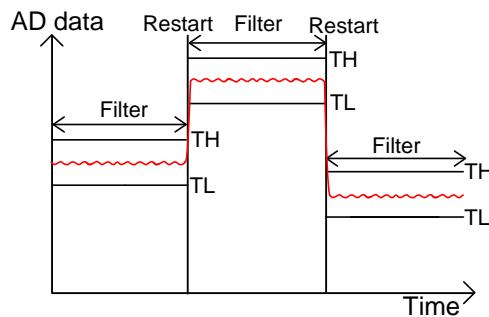 AD data
Restart
Filter
Restart
TH
TL
Filter
TH
TL
Filter
TH
TL
Time